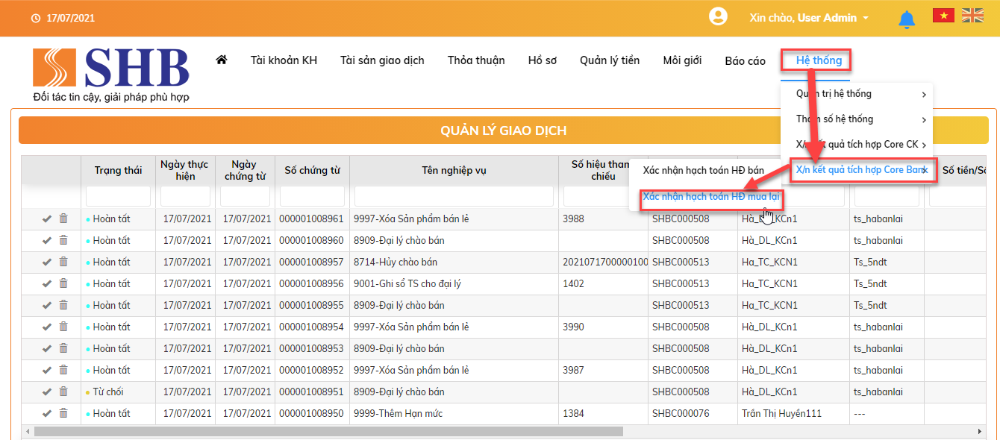 17/07/2021
Xin chào, User Admin
SHB
Đối tác tin cậy, giải pháp phù hợp
Tài khoản KH Tài sản giao dịch Thỏa thuận Hồ sơ Quản lý tiền Môi giới Báo cáo Hệ thống
Quản trị hệ thống
Tham số hệ thống
X/n kết quả tích hợp Core CK
X/n kết quả tích hợp Core Bank
Xác nhận hạch toán HĐ bán
Xác nhận hạch toán HĐ mua lại
QUẢN LÝ GIAO DỊCH
Trạng thái Ngày thực hiện Ngày chứng từ Số chứng từ Tên nghiệp vụ Số hiệu tham chiếu Số tiền/Số
Hoàn tất 17/07/2021 17/07/2021 000001008961 9997-Xóa Sản phẩm bán lẻ 3988 SHBC000508 Hà_DL_KCn1 ts_habanlai
Hoàn tất 17/07/2021 17/07/2021 000001008960 8909-Đại lý chào bán SHBC000508 Hà_DL_KCn1 ts_habanlai
Hoàn tất 17/07/2021 17/07/2021 000001008957 8714-Hủy chào bán 2021071700000100 SHBC000513 Ha_TC_KCN1 Ts_5ndt
Hoàn tất 17/07/2021 17/07/2021 000001008956 9001-Ghi sổ TS cho đại lý 1402 SHBC000513 Ha_TC_KCN1 Ts_5ndt
Hoàn tất 17/07/2021 17/07/2021 000001008955 8909-Đại lý chào bán SHBC000513 Ha_TC_KCN1 Ts_5ndt
Hoàn tất 17/07/2021 17/07/2021 000001008954 9997-Xóa Sản phẩm bán lẻ 3990 SHBC000508 Hà_DL_KCn1 ts_habanlai
Hoàn tất 17/07/2021 17/07/2021 000001008953 8909-Đại lý chào bán SHBC000508 Hà_DL_KCn1 ts_habanlai
Hoàn tất 17/07/2021 17/07/2021 000001008952 9997-Xóa Sản phẩm bán lẻ 3987 SHBC000508 Hà_DL_KCn1 ts_habanlai
Từ chối 17/07/2021 17/07/2021 000001008951 8909-Đại lý chào bán SHBC000508 Hà_DL_KCn1 ts_habanlai
Hoàn tất 17/07/2021 17/07/2021 000001008950 9999-Thêm Hạn mức 1384 SHBC000076 Trần Thị Huyền111 ---